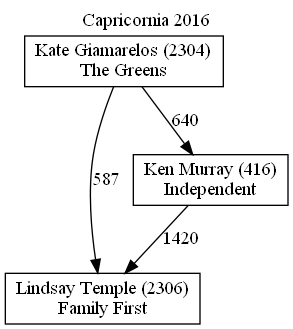 Capricornia 2016
Kate Giamarelos (2304)
The Greens
640
587
Ken Murray (416)
Independent
1420
Lindsay Temple (2306)
Family First